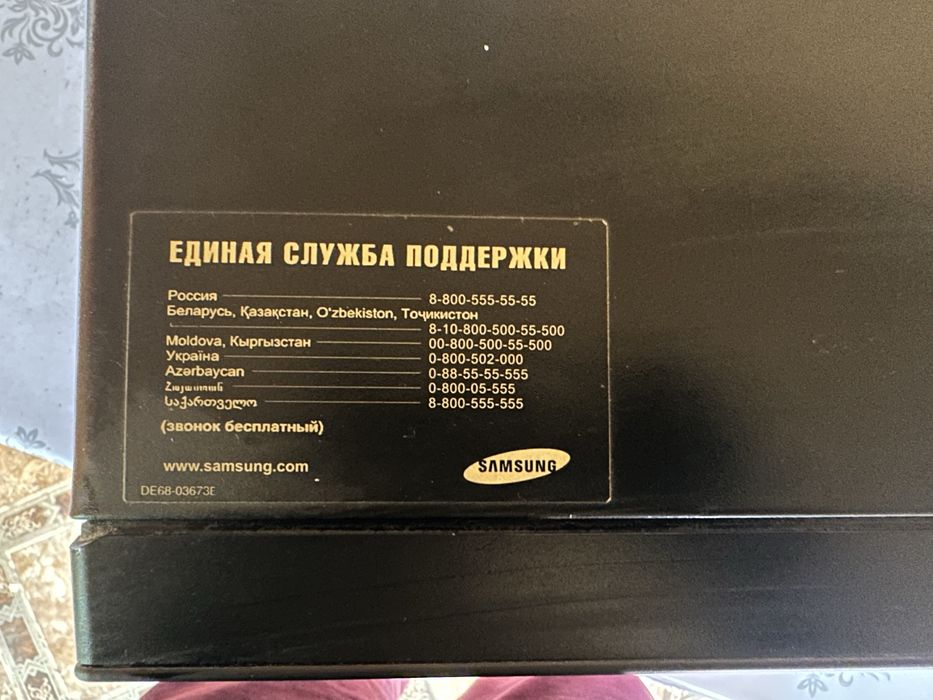 ЕДИНАЯ СЛУЖБА ПОДДЕРЖКИ
Россия 8-800-555-55-55
Беларусь, Қазақстан, O'zbekiston, Тоҷикистон
8-10-800-500-55-500
Moldova, Кыргызстан 00-800-500-55-500
Україна 0-800-502-000
Azərbaycan 0-88-55-55-555
Հայաստան 0-800-05-555
საქართველო 8-800-555-555
(звонок бесплатный)
www.samsung.com
SAMSUNG
DE68-03673E